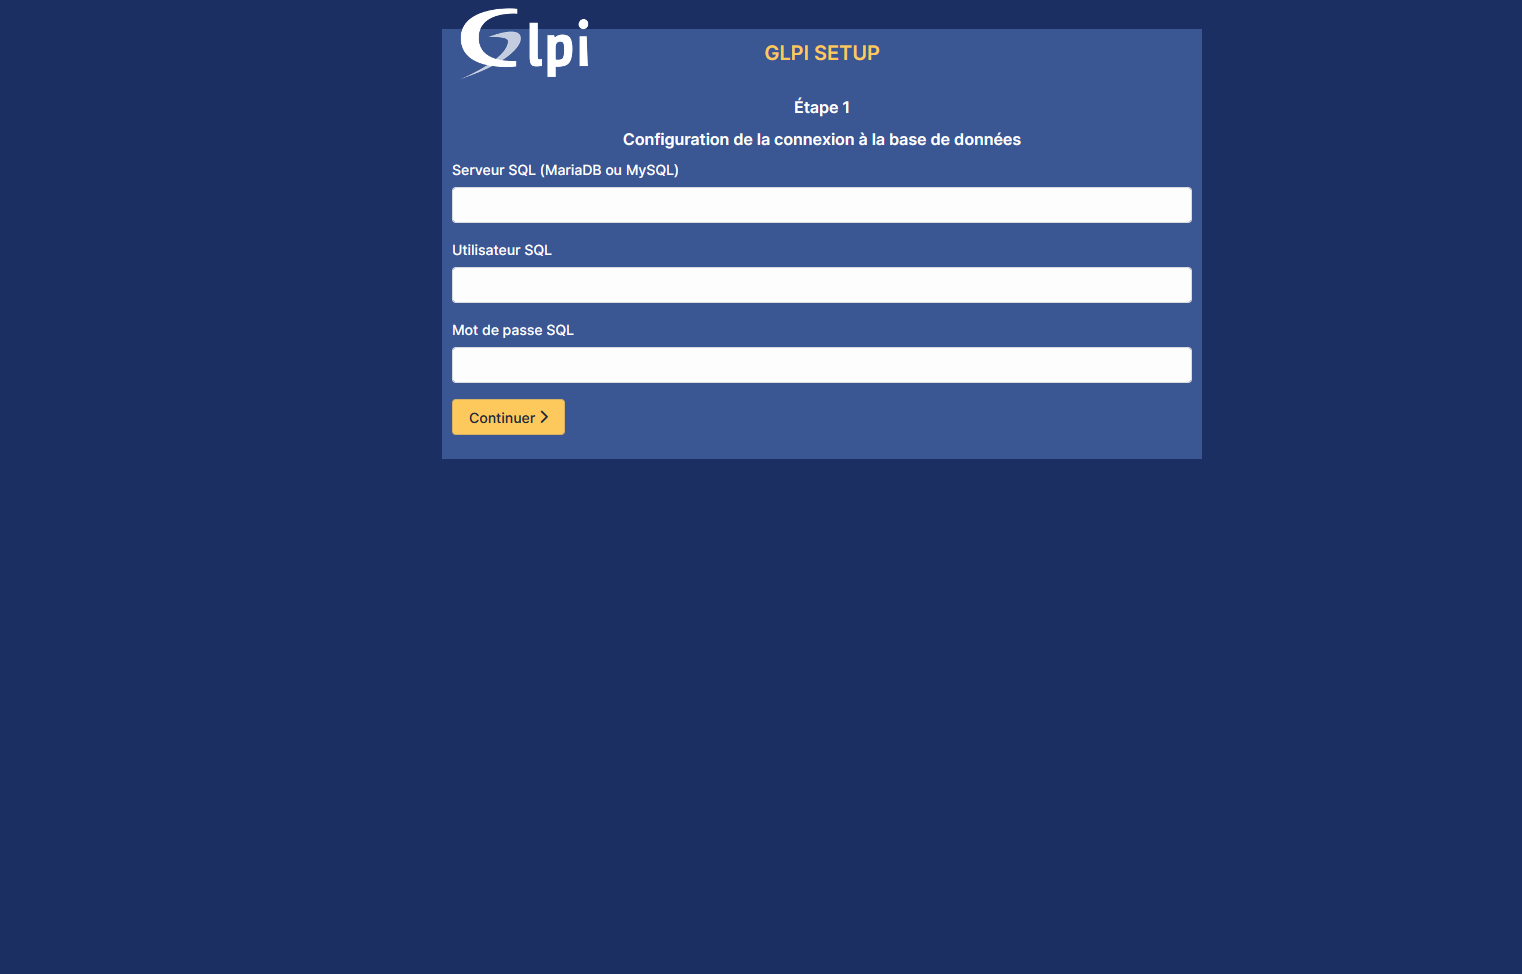 Glpi
GLPI SETUP
Étape 1
Configuration de la connexion à la base de données
Serveur SQL (MariaDB ou MySQL)
Utilisateur SQL
Mot de passe SQL
Continuer